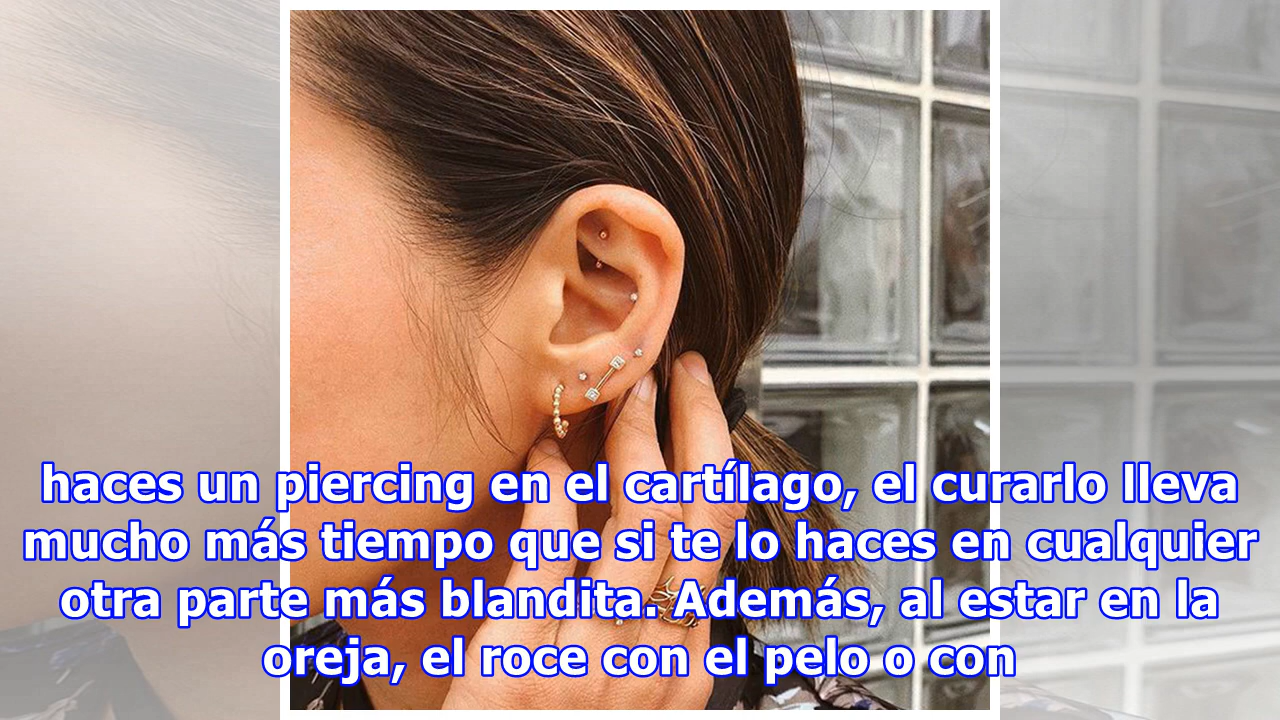 haces un piercing en el cartílago, el curarlo lleva
mucho más tiempo que si te lo haces en cualquier
otra parte más blandita. Además, al estar en la
oreja, el roce con el pelo o con